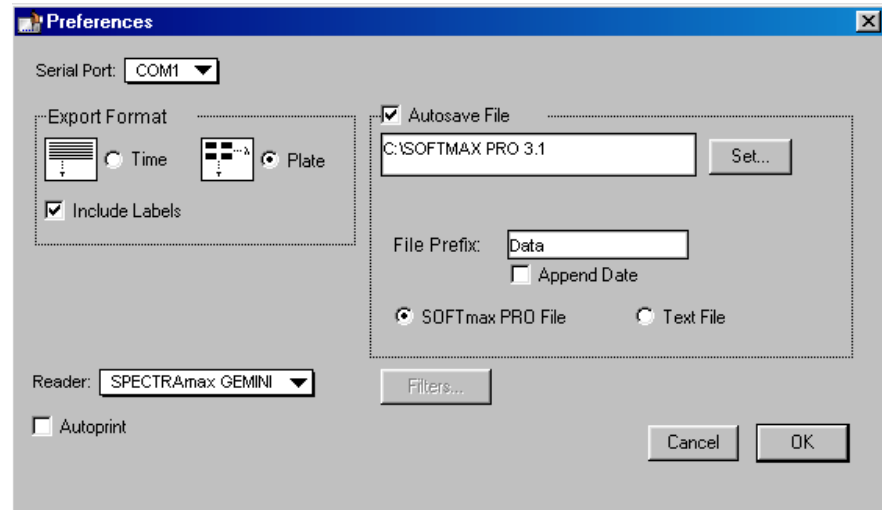 Preferences
Serial Port: COM1
Export Format
Time
Plate
Include Labels
Autosave File
C:\SOFTMAX PRO 3.1
Set...
File Prefix: Data
Append Date
SOFTmax PRO File
Text File
Reader: SPECTRAmax GEMINI
Filters...
Autoprint
Cancel
OK